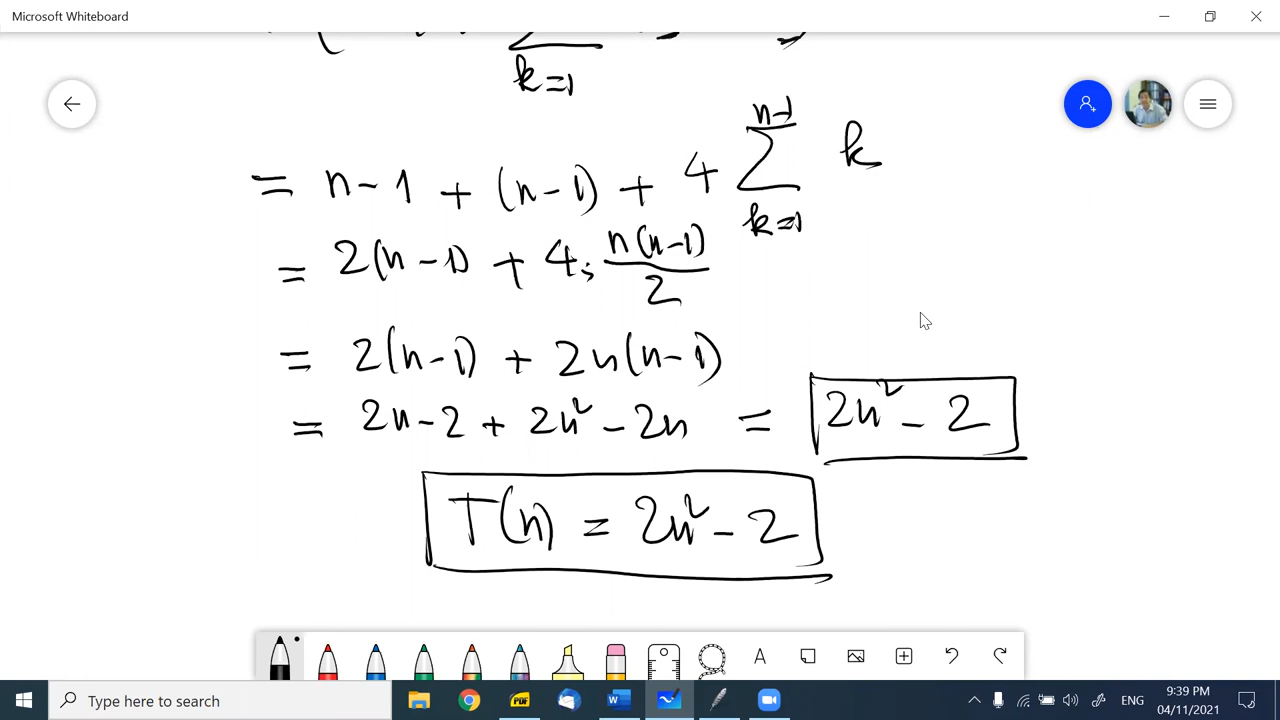 Microsoft Whiteboard
k=1
= n-1 + (n-1) + 4 ∑_{k=1}^{n-1} k
= 2(n-1) + 4. n(n-1)/2
= 2(n-1) + 2n(n-1)
= 2n-2 + 2n² - 2n = 2n² - 2
T(n) = 2n² - 2
A
PDF
Type here to search
ENG
9:39 PM
04/11/2021